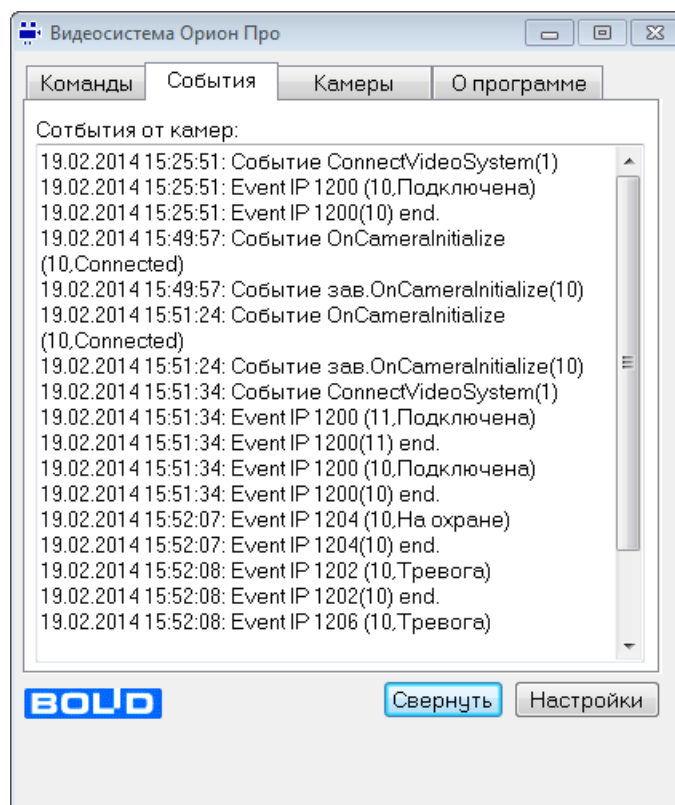 Видеосистема Орион Про
Команды События Камеры О программе
Сотбытия от камер:
19.02.2014 15:25:51: Событие ConnectVideoSystem(1)
19.02.2014 15:25:51: Event IP 1200 (10,Подключена)
19.02.2014 15:25:51: Event IP 1200(10) end.
19.02.2014 15:49:57: Событие OnCameraInitialize
(10,Connected)
19.02.2014 15:49:57: Событие зав.OnCameraInitialize(10)
19.02.2014 15:51:24: Событие OnCameraInitialize
(10,Connected)
19.02.2014 15:51:24: Событие зав.OnCameraInitialize(10)
19.02.2014 15:51:34: Событие ConnectVideoSystem(1)
19.02.2014 15:51:34: Event IP 1200 (11,Подключена)
19.02.2014 15:51:34: Event IP 1200(11) end.
19.02.2014 15:51:34: Event IP 1200 (10,Подключена)
19.02.2014 15:51:34: Event IP 1200(10) end.
19.02.2014 15:52:07: Event IP 1204 (10,На охране)
19.02.2014 15:52:07: Event IP 1204(10) end.
19.02.2014 15:52:08: Event IP 1202 (10,Тревога)
19.02.2014 15:52:08: Event IP 1202(10) end.
19.02.2014 15:52:08: Event IP 1206 (10,Тревога)
BOLID Свернуть Настройки